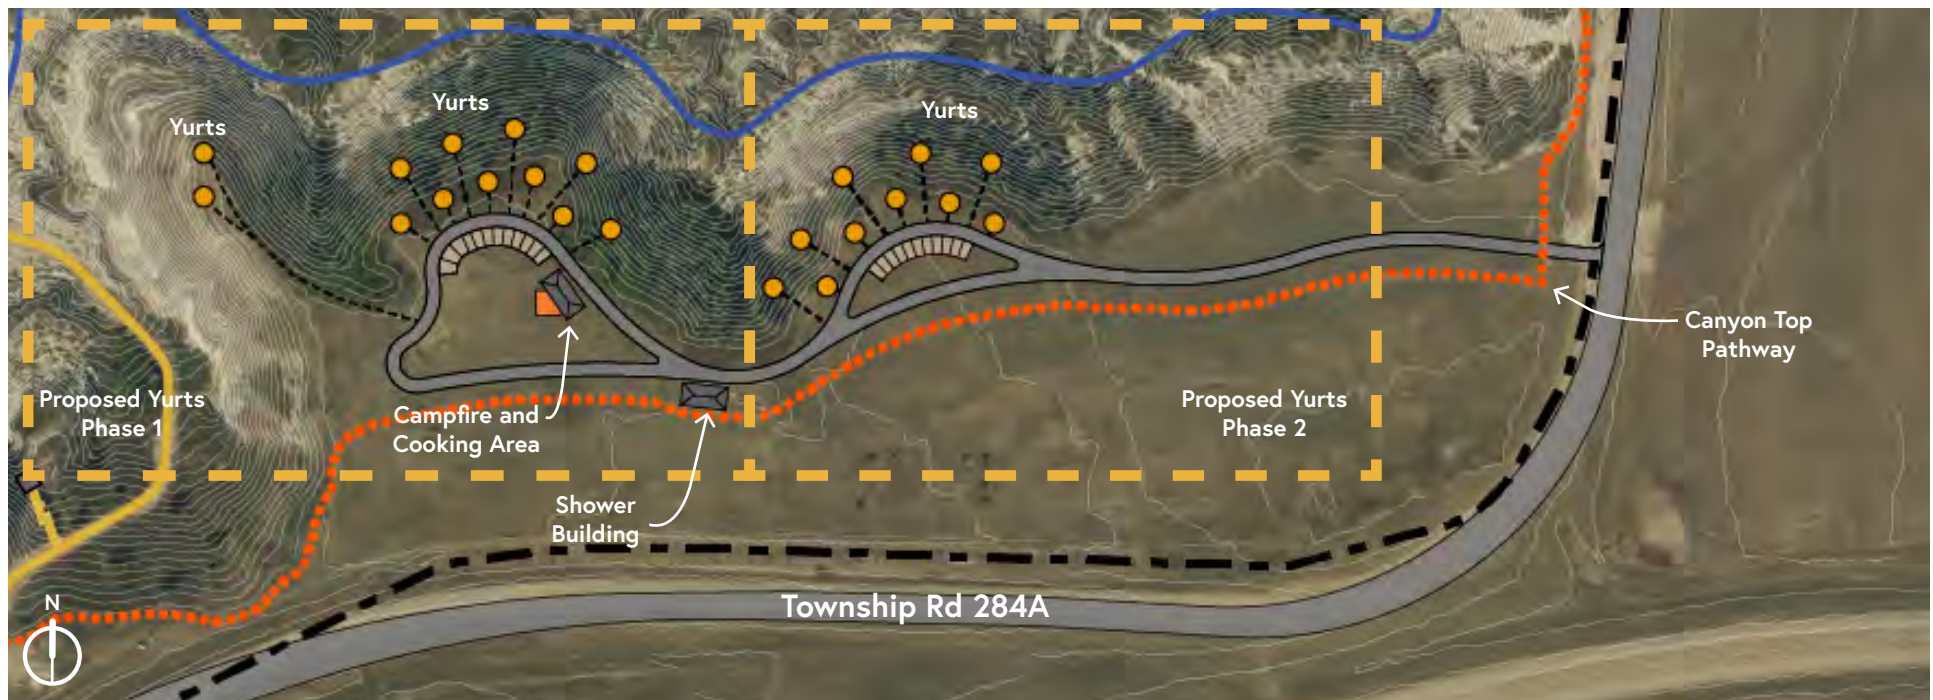 Yurts
Yurts
Yurts
Canyon Top
Pathway
Proposed Yurts
Phase 1
Campfire and
Cooking Area
Proposed Yurts
Phase 2
Shower
Building
Township Rd 284A
N